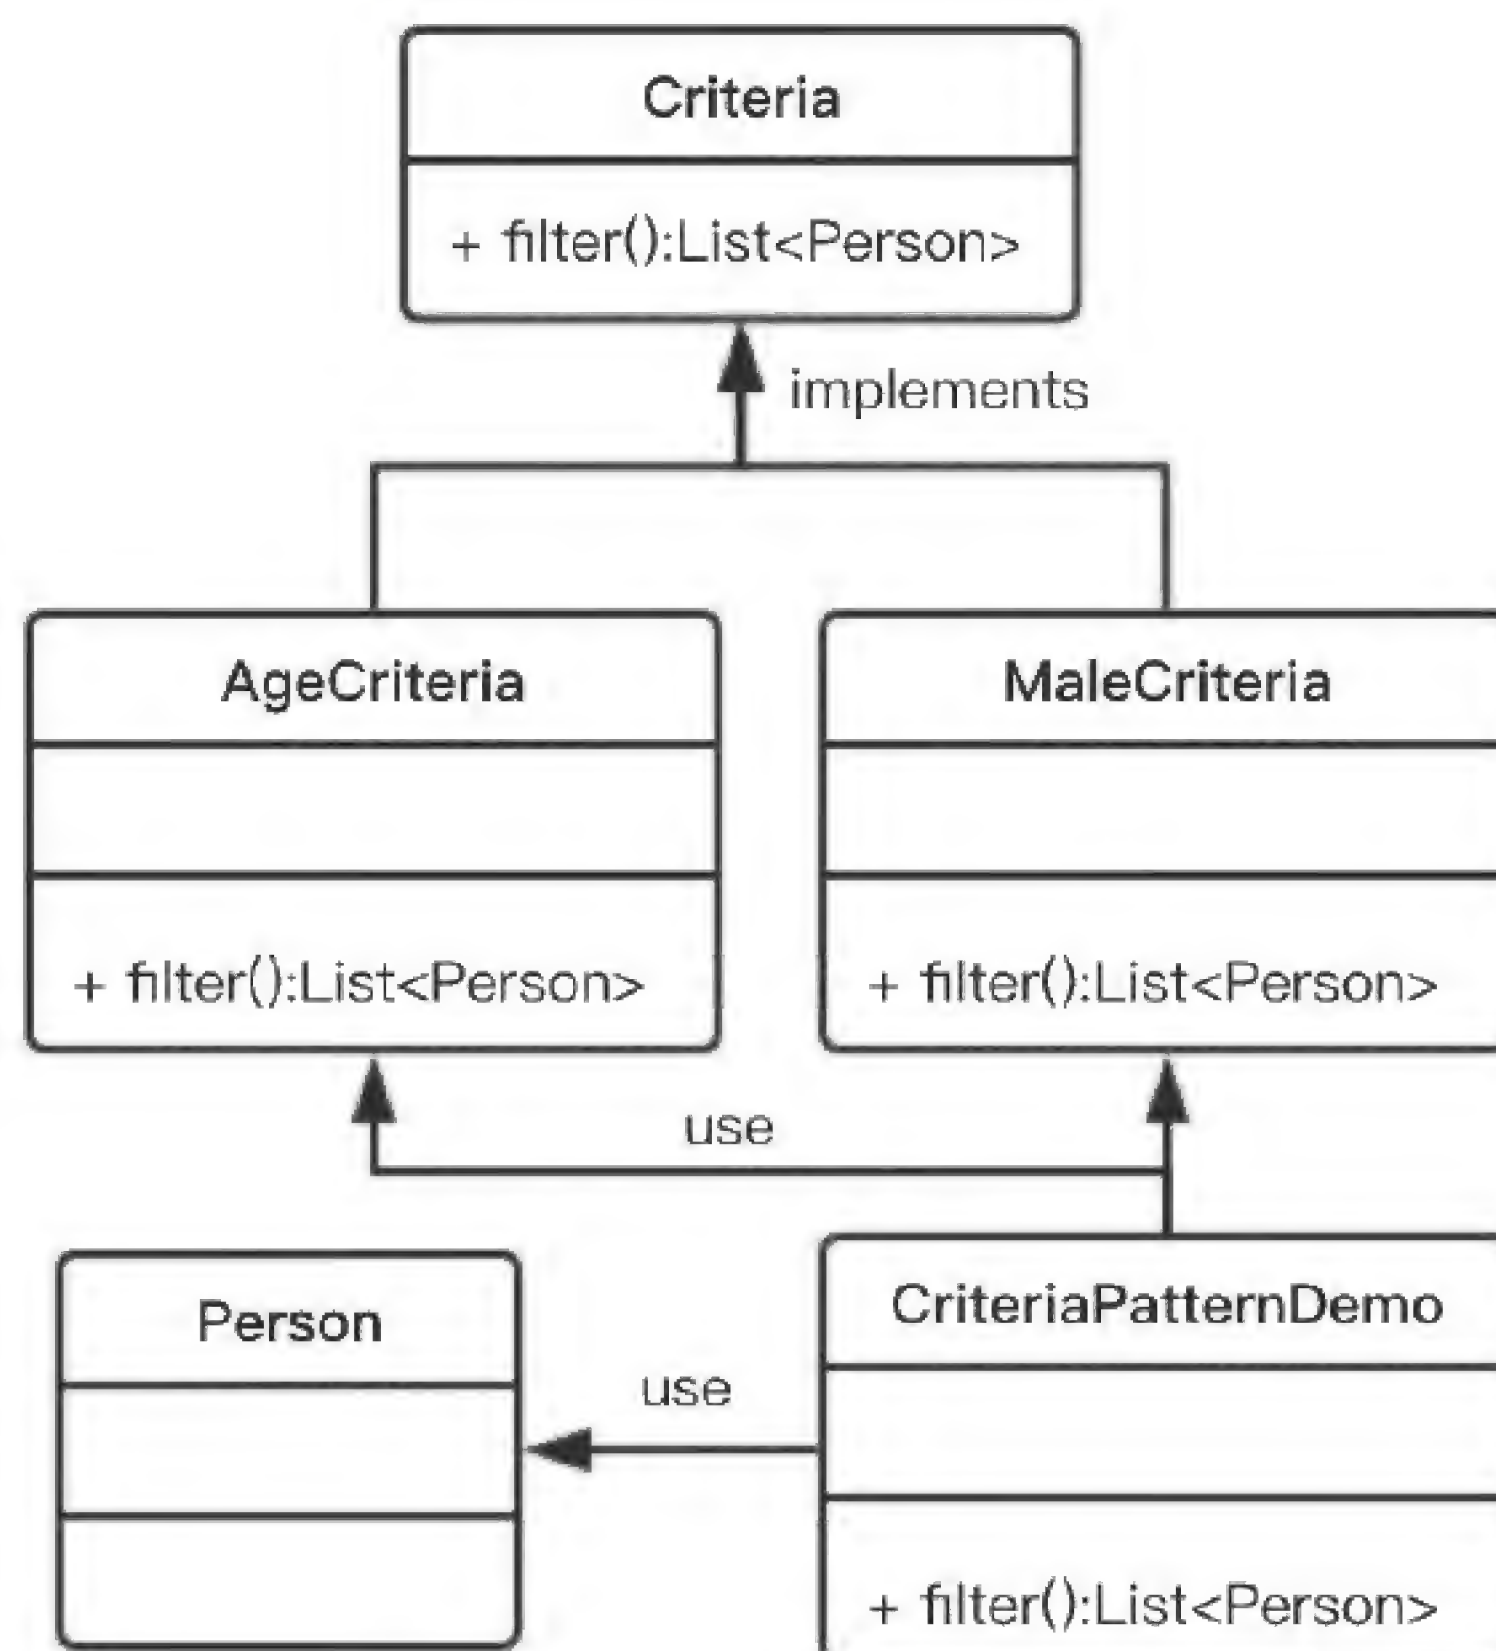 Criteria
+ filter():List<Person>
implements
AgeCriteria
+ filter():List<Person>
MaleCriteria
+ filter():List<Person>
use
Person
use
CriteriaPatternDemo
+ filter():List<Person>